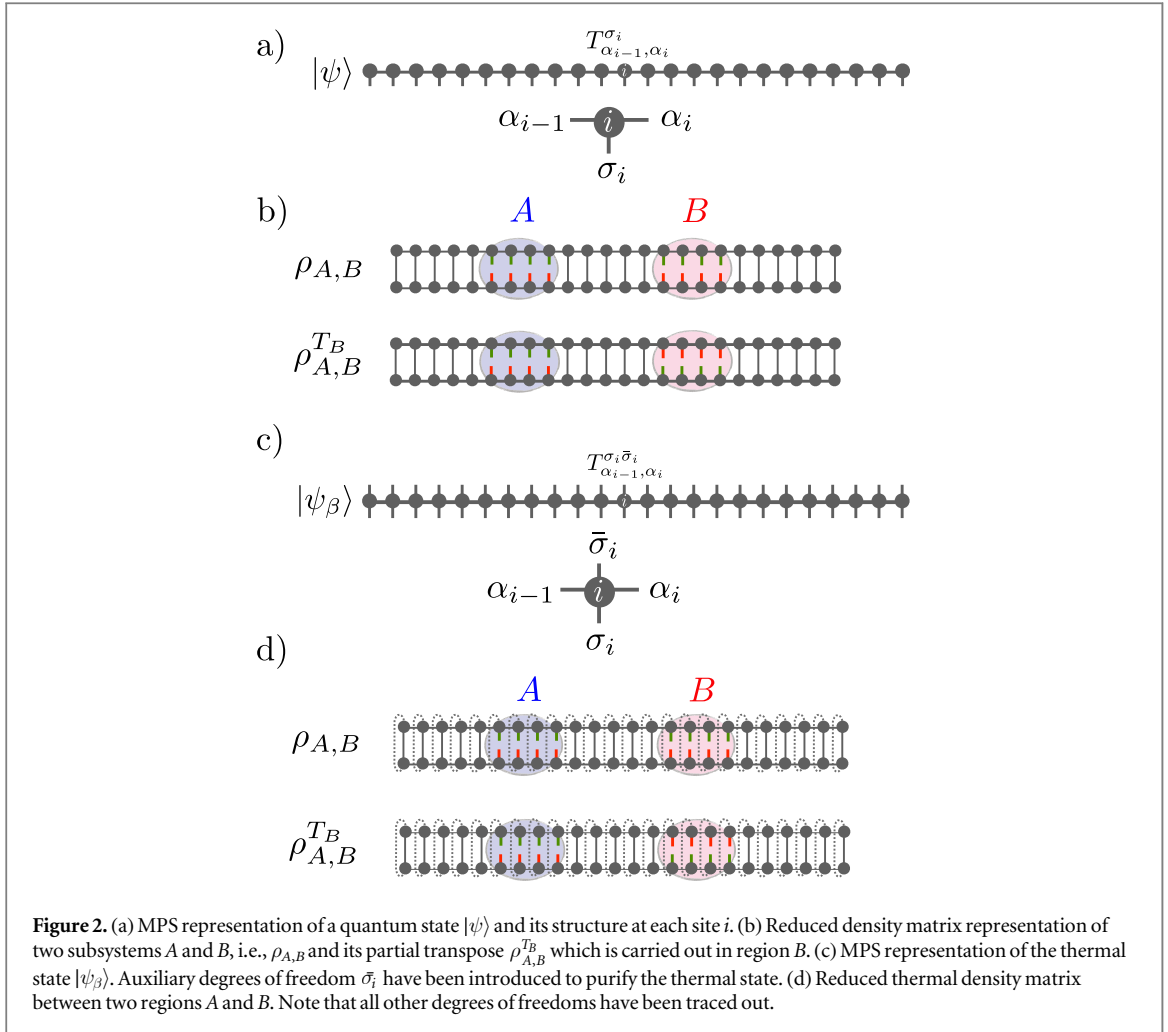 a)
T^{σ_i}_{α_{i−1},α_i}
|ψ⟩
i
α_{i−1} i α_i
σ_i
b)
A B
ρ_{A,B}
ρ^{T_B}_{A,B}
c)
T^{σ_i σ̄_i}_{α_{i−1},α_i}
|ψ_β⟩
i
σ̄_i
α_{i−1} i α_i
σ_i
d)
A B
ρ_{A,B}
ρ^{T_B}_{A,B}
Figure 2. (a) MPS representation of a quantum state |ψ⟩ and its structure at each site i. (b) Reduced density matrix representation of
two subsystems A and B, i.e., ρ_{A,B} and its partial transpose ρ^{T_B}_{A,B} which is carried out in region B. (c) MPS representation of the thermal
state |ψ_β⟩. Auxiliary degrees of freedom σ̄_i have been introduced to purify the thermal state. (d) Reduced thermal density matrix
between two regions A and B. Note that all other degrees of freedoms have been traced out.